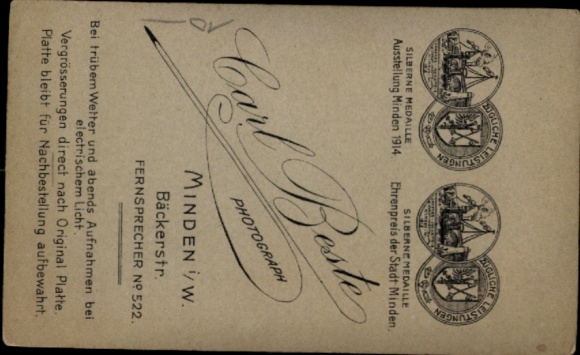 SILBERNE MEDAILLE
Ausstellung Minden 1914.
SILBERNE MEDAILLE
Ehrenpreis der Stadt Minden.
Carl Beste
PHOTOGRAPH
MINDEN i/W.
Bäckerstr.
FERNSPRECHER No 522.
Bei trübem Wetter und abends Aufnahmen bei
electrischem Licht.
Vergrösserungen direct nach Original Platte.
Platte bleibt für Nachbestellung aufbewahrt.